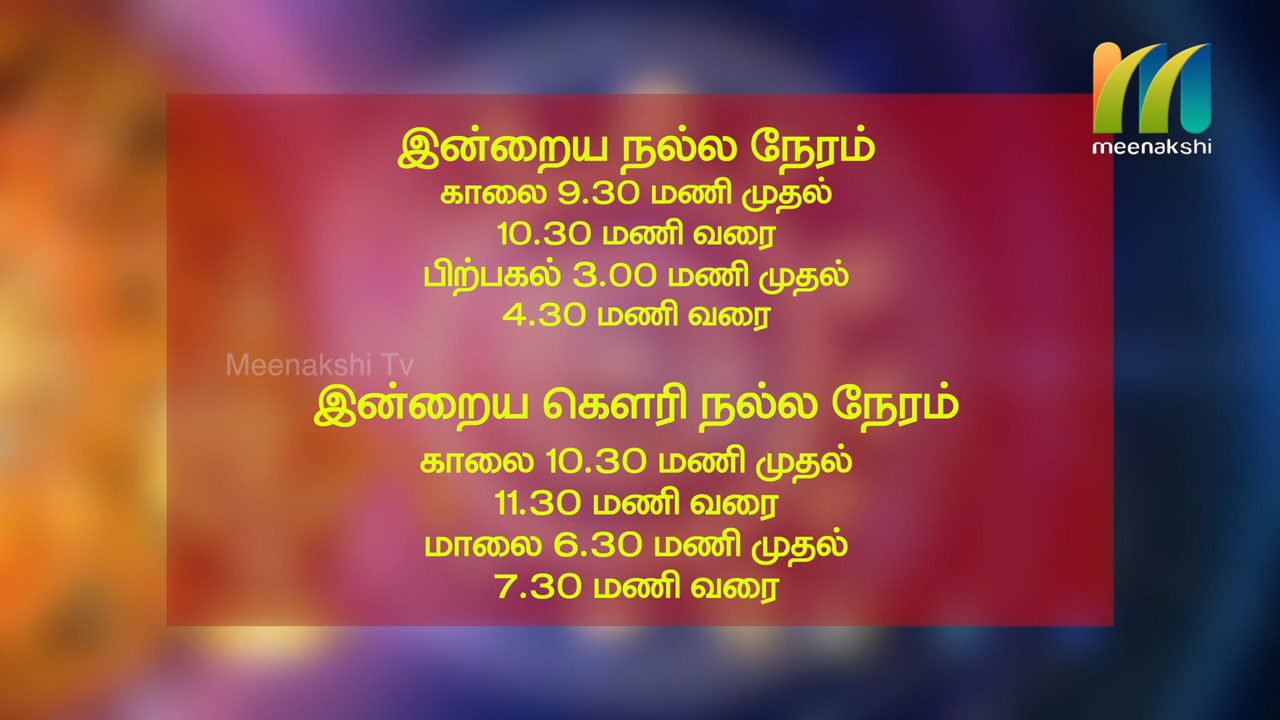 meenakshi
இன்றைய நல்ல நேரம்
காலை 9.30 மணி முதல்
10.30 மணி வரை
பிற்பகல் 3.00 மணி முதல்
4.30 மணி வரை
Meenakshi Tv
இன்றைய கௌரி நல்ல நேரம்
காலை 10.30 மணி முதல்
11.30 மணி வரை
மாலை 6.30 மணி முதல்
7.30 மணி வரை